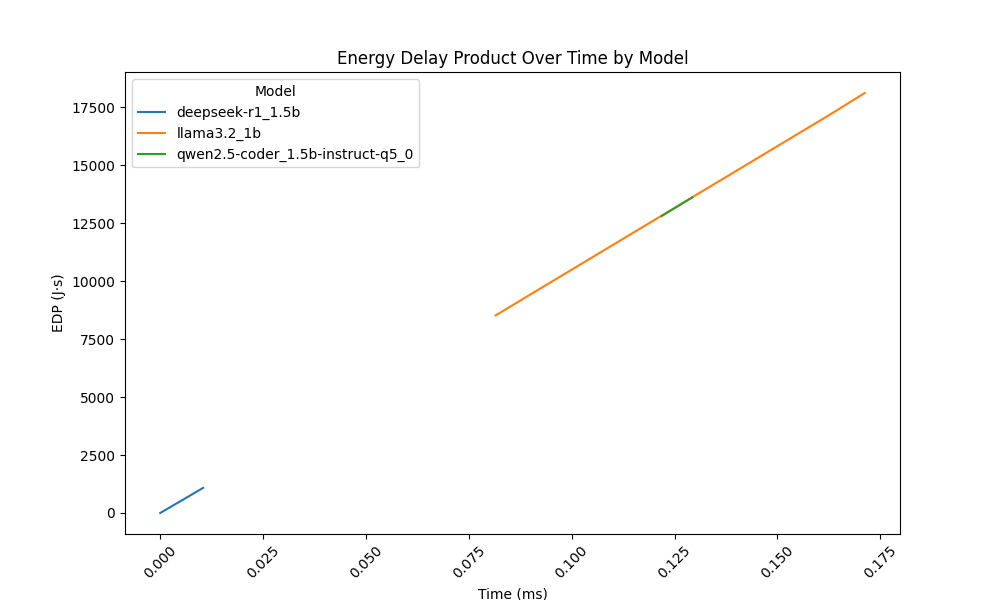 Energy Delay Product Over Time by Model
Model
deepseek-r1_1.5b
llama3.2_1b
qwen2.5-coder_1.5b-instruct-q5_0
EDP (J·s)
17500
15000
12500
10000
7500
5000
2500
0
0.000
0.025
0.050
0.075
0.100
0.125
0.150
0.175
Time (ms)